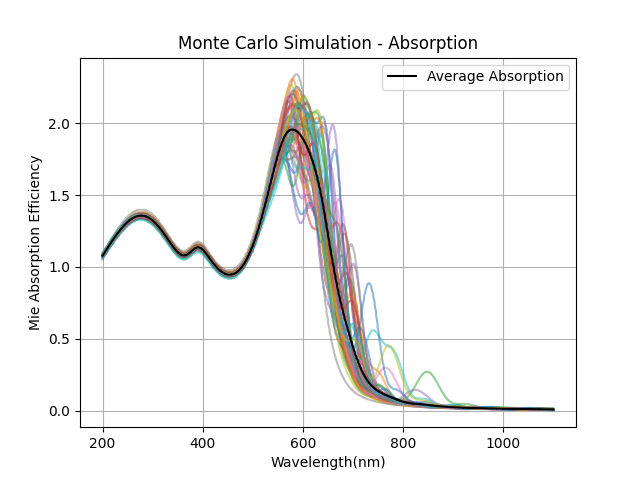 Monte Carlo Simulation - Absorption
Average Absorption
Mie Absorption Efficiency
2.0
1.5
1.0
0.5
0.0
200 400 600 800 1000
Wavelength(nm)